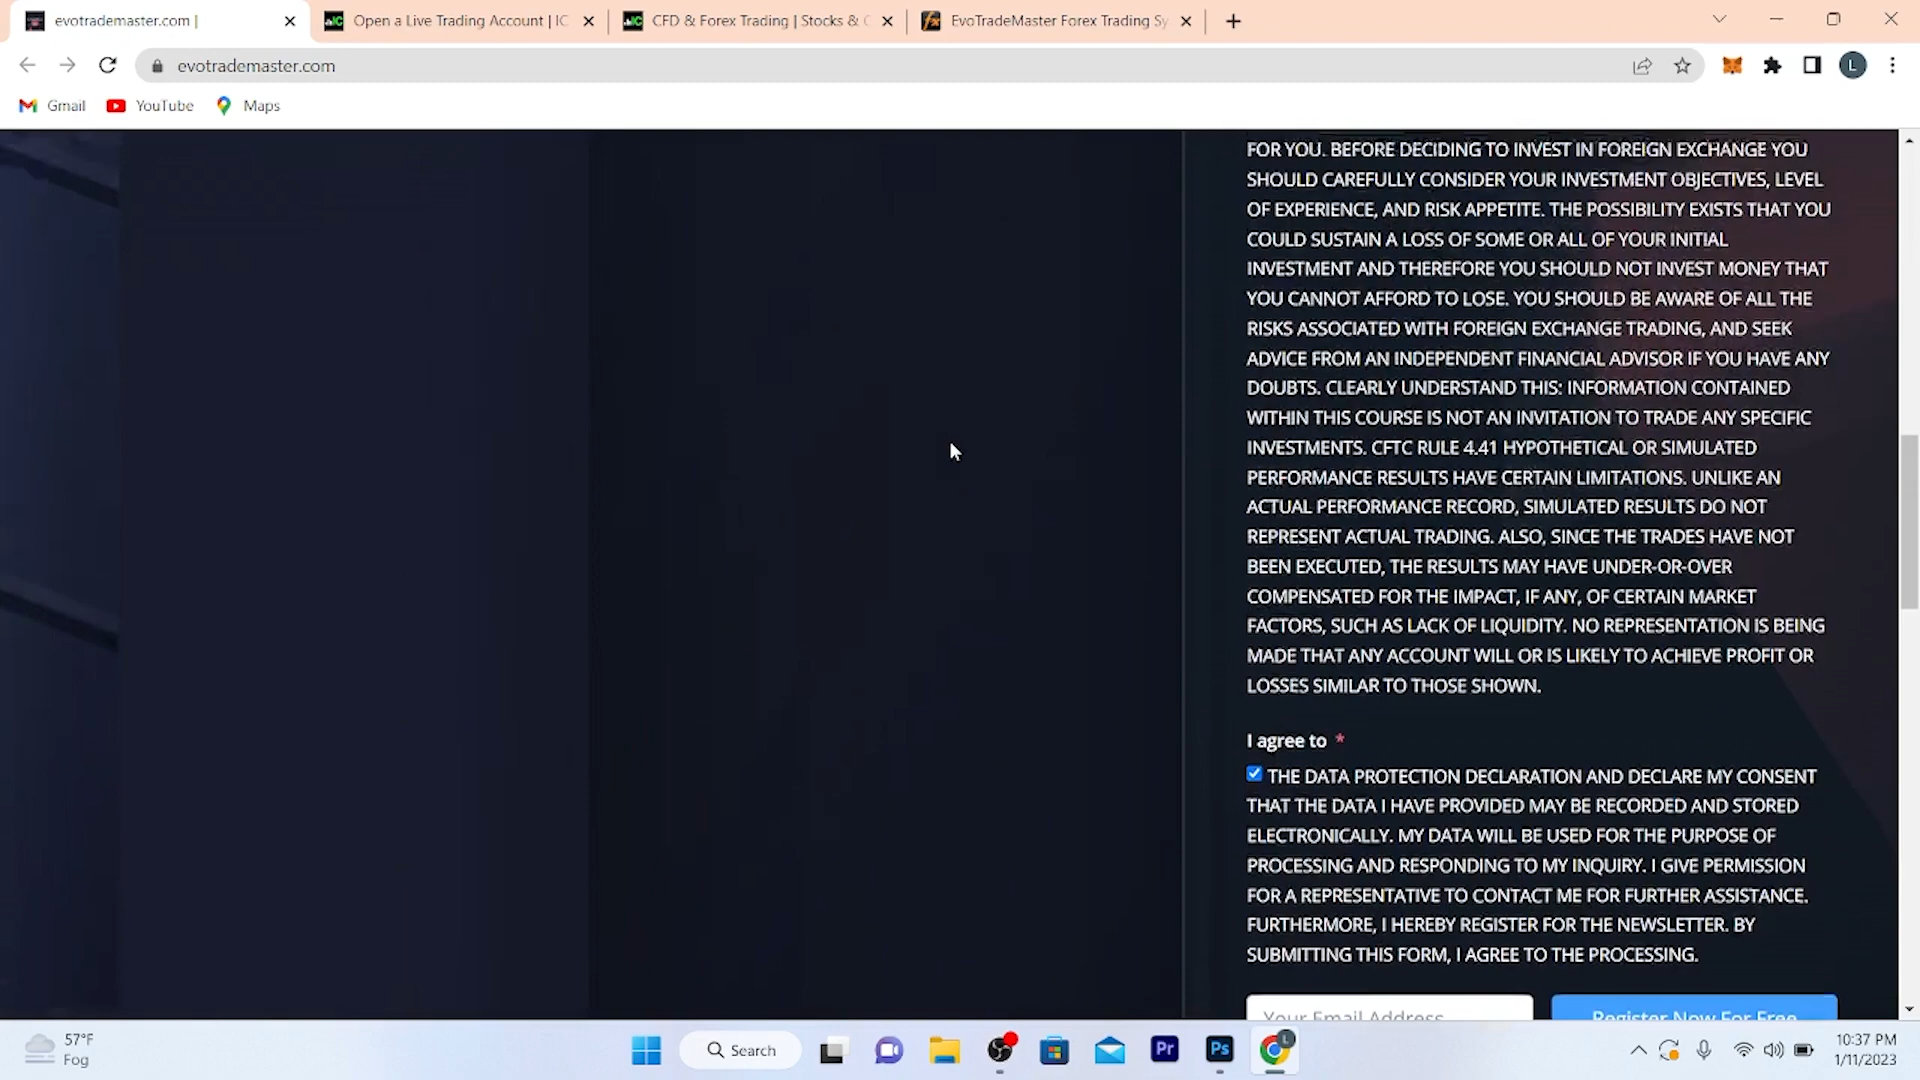 evotrademaster.com |
Open a Live Trading Account | IC
CFD & Forex Trading | Stocks & C
EvoTradeMaster Forex Trading Sy
evotrademaster.com
L
Gmail
YouTube
Maps
FOR YOU. BEFORE DECIDING TO INVEST IN FOREIGN EXCHANGE YOU
SHOULD CAREFULLY CONSIDER YOUR INVESTMENT OBJECTIVES, LEVEL
OF EXPERIENCE, AND RISK APPETITE. THE POSSIBILITY EXISTS THAT YOU
COULD SUSTAIN A LOSS OF SOME OR ALL OF YOUR INITIAL
INVESTMENT AND THEREFORE YOU SHOULD NOT INVEST MONEY THAT
YOU CANNOT AFFORD TO LOSE. YOU SHOULD BE AWARE OF ALL THE
RISKS ASSOCIATED WITH FOREIGN EXCHANGE TRADING, AND SEEK
ADVICE FROM AN INDEPENDENT FINANCIAL ADVISOR IF YOU HAVE ANY
DOUBTS. CLEARLY UNDERSTAND THIS: INFORMATION CONTAINED
WITHIN THIS COURSE IS NOT AN INVITATION TO TRADE ANY SPECIFIC
INVESTMENTS. CFTC RULE 4.41 HYPOTHETICAL OR SIMULATED
PERFORMANCE RESULTS HAVE CERTAIN LIMITATIONS. UNLIKE AN
ACTUAL PERFORMANCE RECORD, SIMULATED RESULTS DO NOT
REPRESENT ACTUAL TRADING. ALSO, SINCE THE TRADES HAVE NOT
BEEN EXECUTED, THE RESULTS MAY HAVE UNDER-OR-OVER
COMPENSATED FOR THE IMPACT, IF ANY, OF CERTAIN MARKET
FACTORS, SUCH AS LACK OF LIQUIDITY. NO REPRESENTATION IS BEING
MADE THAT ANY ACCOUNT WILL OR IS LIKELY TO ACHIEVE PROFIT OR
LOSSES SIMILAR TO THOSE SHOWN.
I agree to *
THE DATA PROTECTION DECLARATION AND DECLARE MY CONSENT
THAT THE DATA I HAVE PROVIDED MAY BE RECORDED AND STORED
ELECTRONICALLY. MY DATA WILL BE USED FOR THE PURPOSE OF
PROCESSING AND RESPONDING TO MY INQUIRY. I GIVE PERMISSION
FOR A REPRESENTATIVE TO CONTACT ME FOR FURTHER ASSISTANCE.
FURTHERMORE, I HEREBY REGISTER FOR THE NEWSLETTER. BY
SUBMITTING THIS FORM, I AGREE TO THE PROCESSING.
Your Email Address
Register Now For Free
57°F
Fog
Search
Pr
Ps
L
10:37 PM
1/11/2023